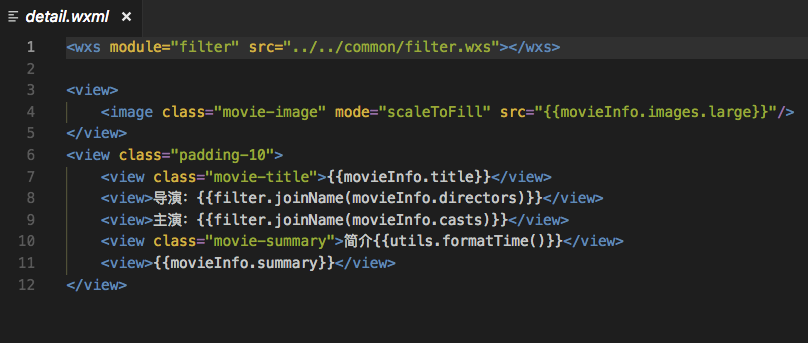 detail.wxml ×
1 <wxs module="filter" src="../../common/filter.wxs"></wxs>
2
3 <view>
4     <image class="movie-image" mode="scaleToFill" src="{{movieInfo.images.large}}"/>
5 </view>
6 <view class="padding-10">
7     <view class="movie-title">{{movieInfo.title}}</view>
8     <view>导演: {{filter.joinName(movieInfo.directors)}}</view>
9     <view>主演: {{filter.joinName(movieInfo.casts)}}</view>
10     <view class="movie-summary">简介{{utils.formatTime()}}</view>
11     <view>{{movieInfo.summary}}</view>
12 </view>